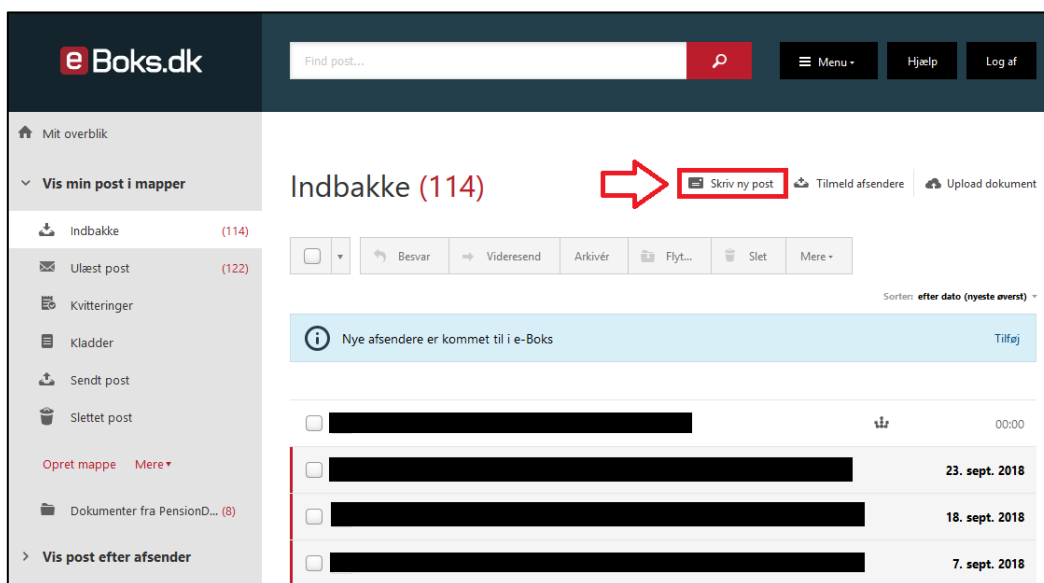 e Boks.dk
Find post...
Menu
Hjælp
Log af
Mit overblik
Vis min post i mapper
Indbakke (114)
Ulæst post (122)
Kvitteringer
Kladder
Sendt post
Slettet post
Opret mappe Mere
Dokumenter fra PensionD... (8)
Vis post efter afsender
Indbakke (114)
Skriv ny post
Tilmeld afsendere
Upload dokument
Besvar
Videresend
Arkivér
Flyt...
Slet
Mere
Sorter: efter dato (nyeste øverst)
Nye afsendere er kommet til i e-Boks
Tilføj
00:00
23. sept. 2018
18. sept. 2018
7. sept. 2018